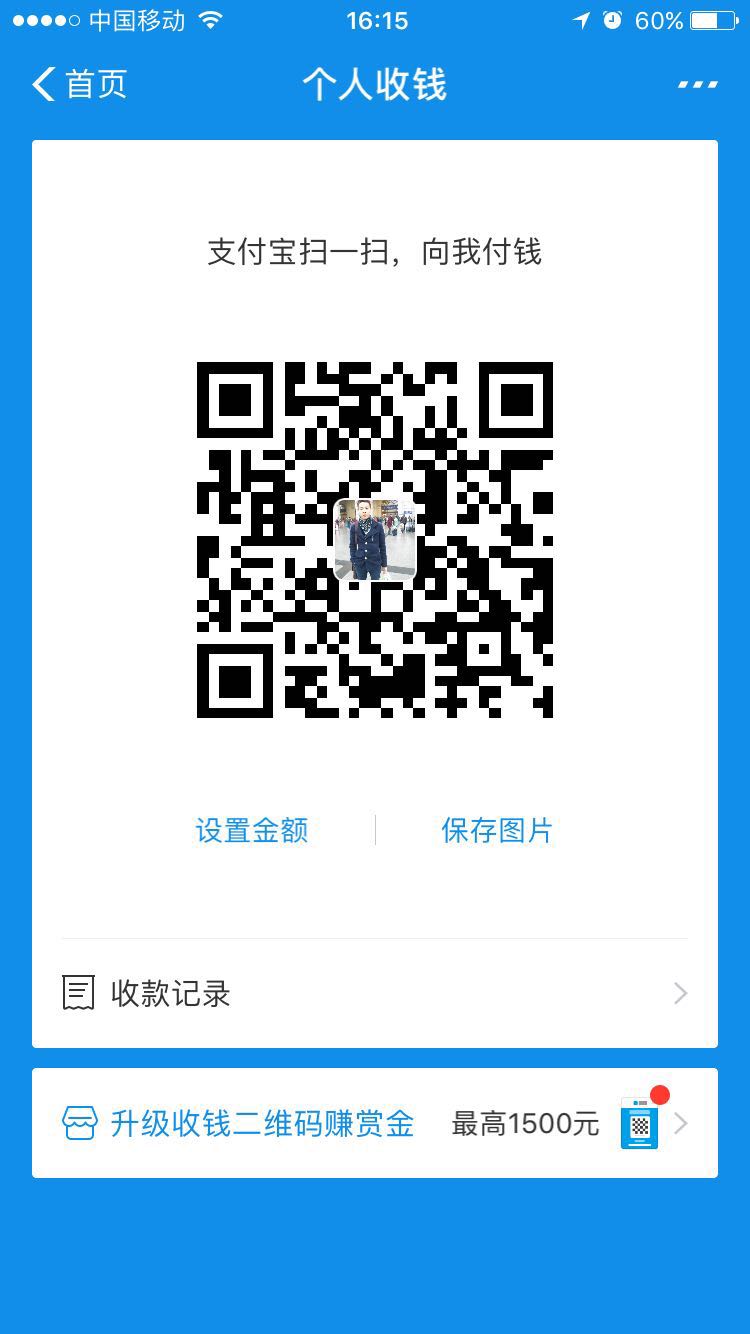 中国移动 16:15 60%
首页 个人收钱
支付宝扫一扫，向我付钱
设置金额 保存图片
收款记录
升级收钱二维码赚赏金 最高1500元